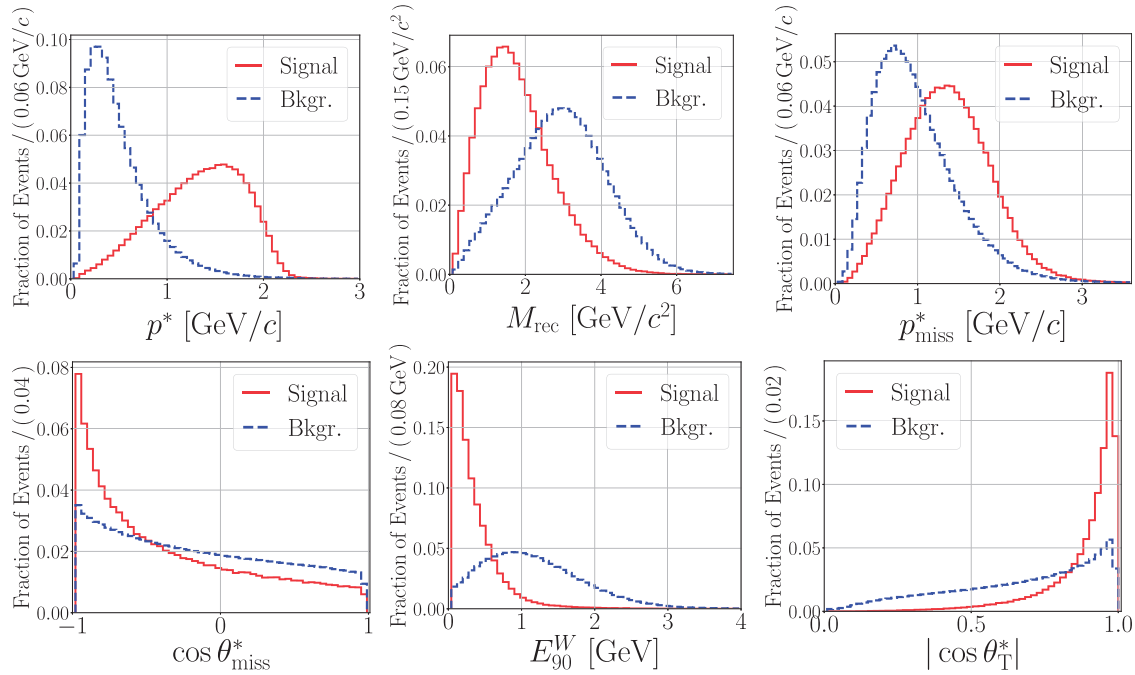 Fraction of Events / ( 0.06 GeV/c )
0.10
0.08
0.06
0.04
0.02
0.00
Signal
Bkgr.
0 1 2 3
p* [GeV/c]
Fraction of Events / ( 0.15 GeV/c²)
0.06
0.04
0.02
0.00
Signal
Bkgr.
0 2 4 6
M_rec [GeV/c²]
Fraction of Events / ( 0.06 GeV/c )
0.05
0.04
0.03
0.02
0.01
0.00
Signal
Bkgr.
0 1 2 3
p*_miss [GeV/c]
Fraction of Events / ( 0.04 )
0.08
0.06
0.04
0.02
0.00
Signal
Bkgr.
−1 0 1
cos θ*_miss
Fraction of Events / ( 0.08 GeV )
0.20
0.15
0.10
0.05
0.00
Signal
Bkgr.
0 1 2 3 4
E^W_90 [GeV]
Fraction of Events / ( 0.02 )
0.15
0.10
0.05
0.00
Signal
Bkgr.
0.0 0.5 1.0
| cos θ*_T|